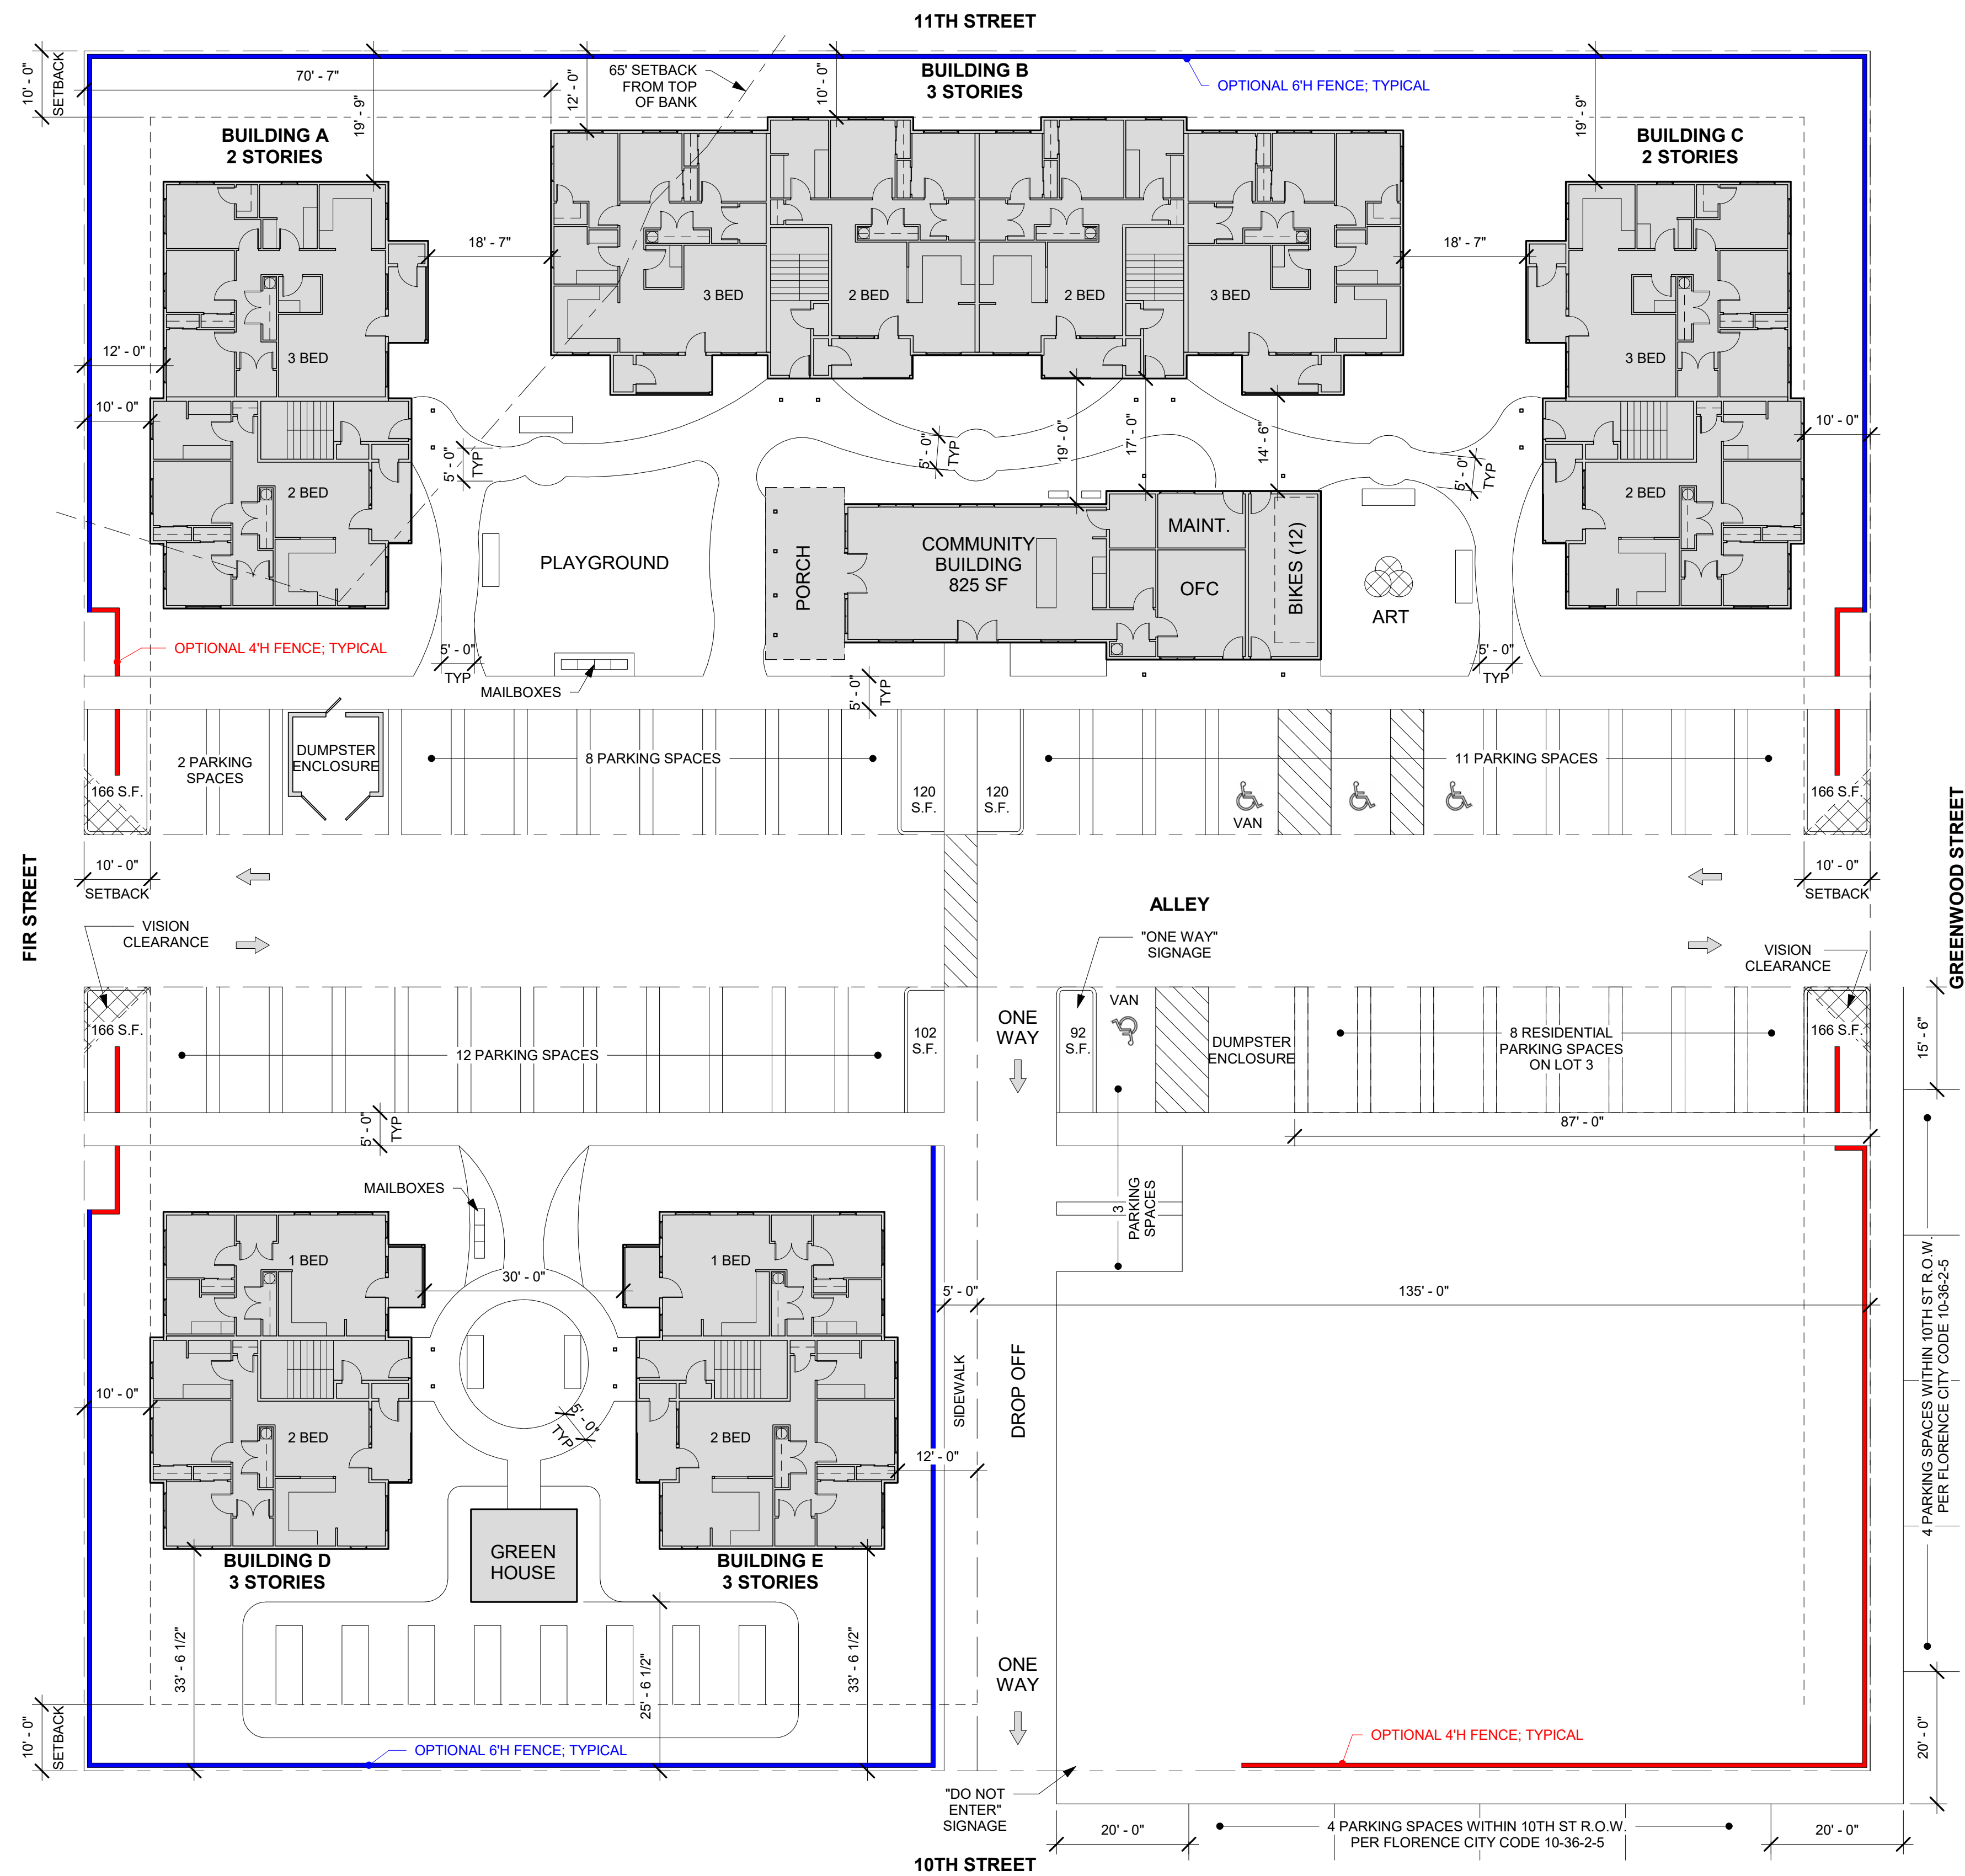 11TH STREET
10' - 0"
SETBACK
70' - 7"
19' - 9"
12' - 0"
65' SETBACK
FROM TOP
OF BANK
10' - 0"
BUILDING B
3 STORIES
OPTIONAL 6'H FENCE; TYPICAL
19' - 9"
BUILDING A
2 STORIES
BUILDING C
2 STORIES
18' - 7"
18' - 7"
3 BED
2 BED
2 BED
3 BED
12' - 0"
3 BED
3 BED
10' - 0"
10' - 0"
5' - 0"
TYP
5' - 0"
TYP
19' - 0"
17' - 0"
14' - 6"
5' - 0"
TYP
2 BED
2 BED
PLAYGROUND
PORCH
COMMUNITY
BUILDING
825 SF
MAINT.
OFC
BIKES (12)
ART
OPTIONAL 4'H FENCE; TYPICAL
5' - 0"
TYP
MAILBOXES
5' - 0"
TYP
5' - 0"
TYP
166 S.F.
2 PARKING
SPACES
DUMPSTER
ENCLOSURE
8 PARKING SPACES
120
S.F.
120
S.F.
11 PARKING SPACES
VAN
166 S.F.
10' - 0"
SETBACK
10' - 0"
SETBACK
FIR STREET
GREENWOOD STREET
VISION
CLEARANCE
ALLEY
"ONE WAY"
SIGNAGE
VISION
CLEARANCE
166 S.F.
12 PARKING SPACES
102
S.F.
ONE
WAY
92
S.F.
VAN
DUMPSTER
ENCLOSURE
8 RESIDENTIAL
PARKING SPACES
ON LOT 3
166 S.F.
15' - 6"
5' - 0"
TYP
87' - 0"
MAILBOXES
3
PARKING
SPACES
1 BED
30' - 0"
1 BED
5' - 0"
135' - 0"
4 PARKING SPACES WITHIN 10TH ST R.O.W.
PER FLORENCE CITY CODE 10-36-2-5
10' - 0"
2 BED
5' - 0"
TYP
2 BED
SIDEWALK
DROP OFF
12' - 0"
BUILDING D
3 STORIES
GREEN
HOUSE
BUILDING E
3 STORIES
33' - 6 1/2"
25' - 6 1/2"
33' - 6 1/2"
ONE
WAY
10' - 0"
SETBACK
OPTIONAL 6'H FENCE; TYPICAL
OPTIONAL 4'H FENCE; TYPICAL
20' - 0"
"DO NOT
ENTER"
SIGNAGE
20' - 0"
4 PARKING SPACES WITHIN 10TH ST R.O.W.
PER FLORENCE CITY CODE 10-36-2-5
20' - 0"
10TH STREET